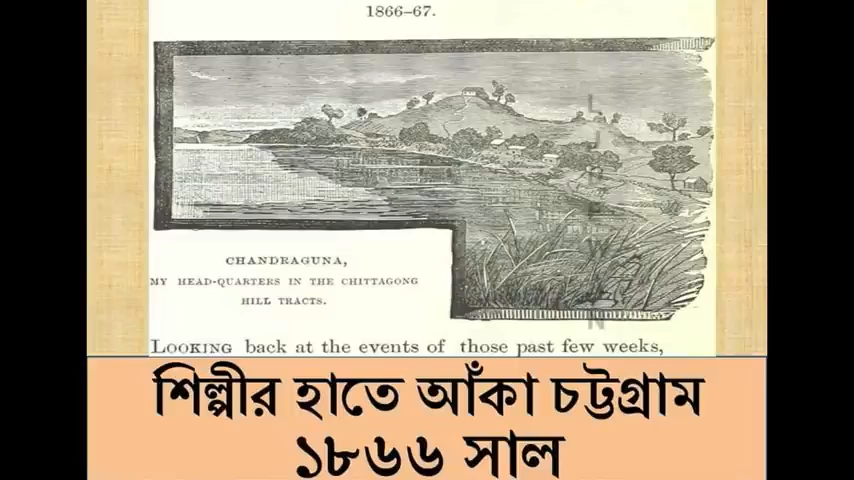 1866–67.
CHANDRAGUNA,
MY HEAD-QUARTERS IN THE CHITTAGONG
HILL TRACTS.
LOOKING back at the events of those past few weeks,
শিল্পীর হাতে আঁকা চট্টগ্রাম
১৮৬৬ সাল